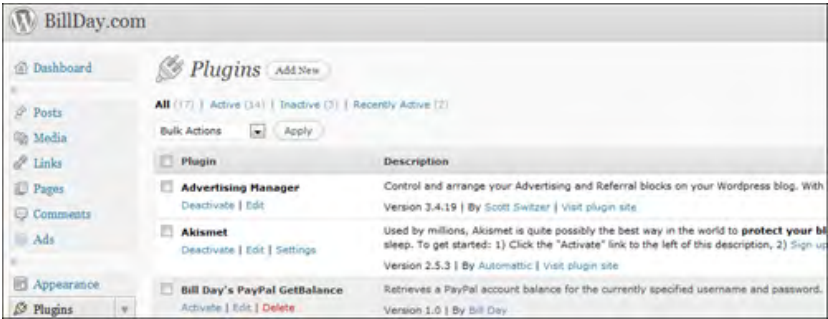 BillDay.com
Dashboard
Posts
Media
Links
Pages
Comments
Ads
Appearance
Plugins
Plugins Add New
All (17) | Active (14) | Inactive (3) | Recently Active (2)
Bulk Actions Apply
Plugin Description
Advertising Manager Control and arrange your Advertising and Referral blocks on your Wordpress blog. With
Deactivate | Edit Version 3.4.19 | By Scott Switzer | Visit plugin site
Akismet Used by millions, Akismet is quite possibly the best way in the world to protect your bl
Deactivate | Edit | Settings sleep. To get started: 1) Click the "Activate" link to the left of this description, 2) Sign up
Version 2.5.3 | By Automattic | Visit plugin site
Bill Day's PayPal GetBalance Retrieves a PayPal account balance for the currently specified username and password.
Activate | Edit | Delete Version 1.0 | By Bill Day